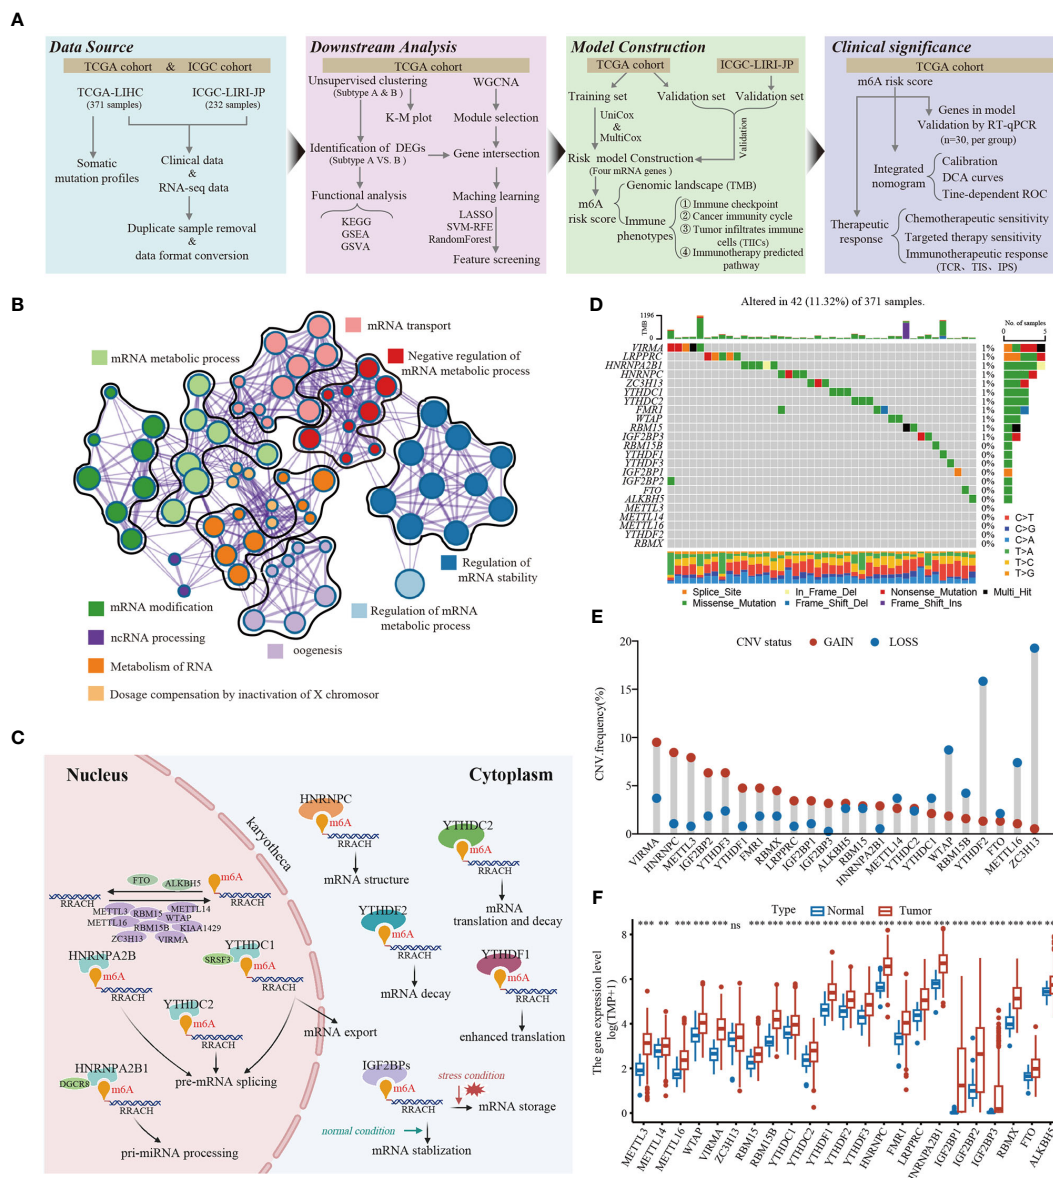 A
Data Source
TCGA cohort & ICGC cohort
TCGA-LIHC
(371 samples)
ICGC-LIRI-JP
(232 samples)
Somatic
mutation profiles
Clinical data
&
RNA-seq data
Duplicate sample removal
&
data format conversion
Downstream Analysis
TCGA cohort
Unsupervised clustering
(Subtype A & B )
K-M plot
Identification of DEGs
(Subtype A VS. B )
Functional analysis
KEGG
GSEA
GSVA
WGCNA
Module selection
Gene intersection
Maching learning
LASSO
SVM-RFE
RandomForest
Feature screening
Model Construction
TCGA cohort
ICGC-LIRI-JP
Training set
Validation set
Validation set
UniCox
&
MultiCox
Validation
Risk model Construction
(Four mRNA genes )
m6A
risk score
Genomic landscape (TMB)
Immune
phenotypes
① Immune checkpoint
② Cancer immunity cycle
③ Tumor infiltrates immune
cells (TIICs)
④ Immunotherapy predicted
pathway
Clinical significance
TCGA cohort
m6A risk score
Genes in model
Validation by RT-qPCR
(n=30, per group)
Integrated
nomogram
Calibration
DCA curves
Tine-dependent ROC
Therapeutic
response
Chemotherapeutic sensitivity
Targeted therapy sensitivity
Immunotherapeutic response
(TCR、TIS、IPS)
B
mRNA transport
mRNA metabolic process
Negative regulation of
mRNA metabolic process
Regulation of
mRNA stability
Regulation of mRNA
metabolic process
oogenesis
mRNA modification
ncRNA processing
Metabolism of RNA
Dosage compensation by inactivation of X chromosor
C
Nucleus
Cytoplasm
karyotheca
FTO
ALKBH5
m6A
RRACH
RRACH
METTL3
RBM15
METTL14
METTL16
WTAP
RBM15B
KIAA1429
ZC3H13
VIRMA
HNRNPA2B
m6A
RRACH
YTHDC1
SRSF3
m6A
RRACH
YTHDC2
m6A
RRACH
mRNA export
pre-mRNA splicing
HNRNPA2B1
DGCR8
m6A
RRACH
pri-miRNA processing
HNRNPC
m6A
RRACH
mRNA structure
YTHDC2
m6A
RRACH
mRNA
translation and decay
YTHDF2
m6A
RRACH
mRNA decay
YTHDF1
m6A
RRACH
enhanced translation
IGF2BPs
m6A
RRACH
stress condition
mRNA storage
normal condition
mRNA stablization
D
Altered in 42 (11.32%) of 371 samples.
1196
TMB
0
No. of samples
0
5
VIRMA 1%
LRPPRC 1%
HNRNPA2B1 1%
HNRNPC 1%
ZC3H13 1%
YTHDC1 1%
YTHDC2 1%
FMR1 1%
WTAP 1%
RBM15 1%
IGF2BP3 1%
RBM15B 0%
YTHDF1 0%
YTHDF3 0%
IGF2BP1 0%
IGF2BP2 0%
FTO 0%
ALKBH5 0%
METTL3 0%
METTL14 0%
METTL16 0%
YTHDF2 0%
RBMX 0%
C>T
C>G
C>A
T>A
T>C
T>G
Splice_Site
In_Frame_Del
Nonsense_Mutation
Multi_Hit
Missense_Mutation
Frame_Shift_Del
Frame_Shift_Ins
E
CNV status
GAIN
LOSS
CNV.frequency(%)
20
15
10
5
0
VIRMA
HNRNPC
METTL3
IGF2BP2
YTHDF3
YTHDF1
FMR1
RBMX
LRPPRC
IGF2BP1
IGF2BP3
ALKBH5
RBM15
HNRNPA2B1
METTL14
YTHDC2
YTHDC1
WTAP
RBM15B
YTHDF2
FTO
METTL16
ZC3H13
F
Type
Normal
Tumor
*** ** *** *** *** ns *** *** *** *** *** *** *** *** *** *** *** *** *** *** *** *** ***
The gene expression level
log(TMP+1)
8
6
4
2
0
METTL3
METTL14
METTL16
WTAP
VIRMA
ZC3H13
RBM15
RBM15B
YTHDC1
YTHDC2
YTHDF1
YTHDF2
YTHDF3
HNRNPC
FMR1
LRPPRC
HNRNPA2B1
IGF2BP1
IGF2BP2
IGF2BP3
RBMX
FTO
ALKBH5